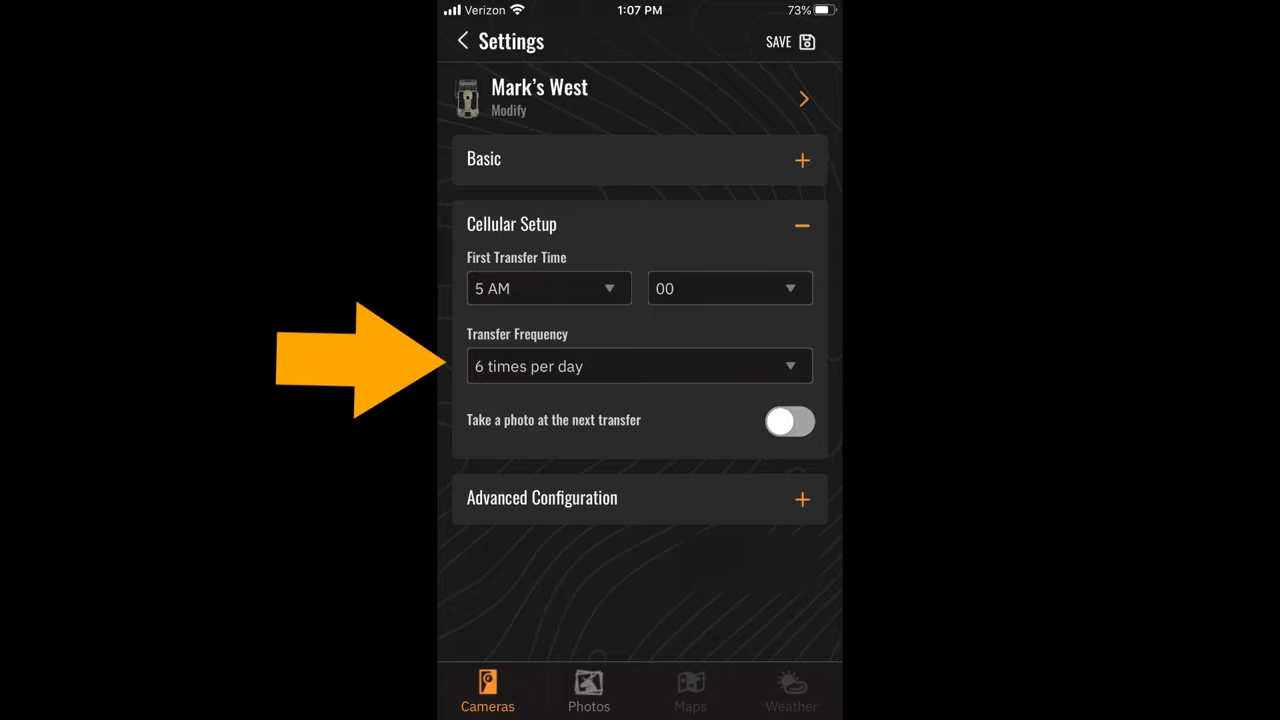 Verizon 1:07 PM 73%
Settings SAVE
Mark's West
Modify
Basic
Cellular Setup
First Transfer Time
5 AM 00
Transfer Frequency
6 times per day
Take a photo at the next transfer
Advanced Configuration
Cameras Photos Maps Weather